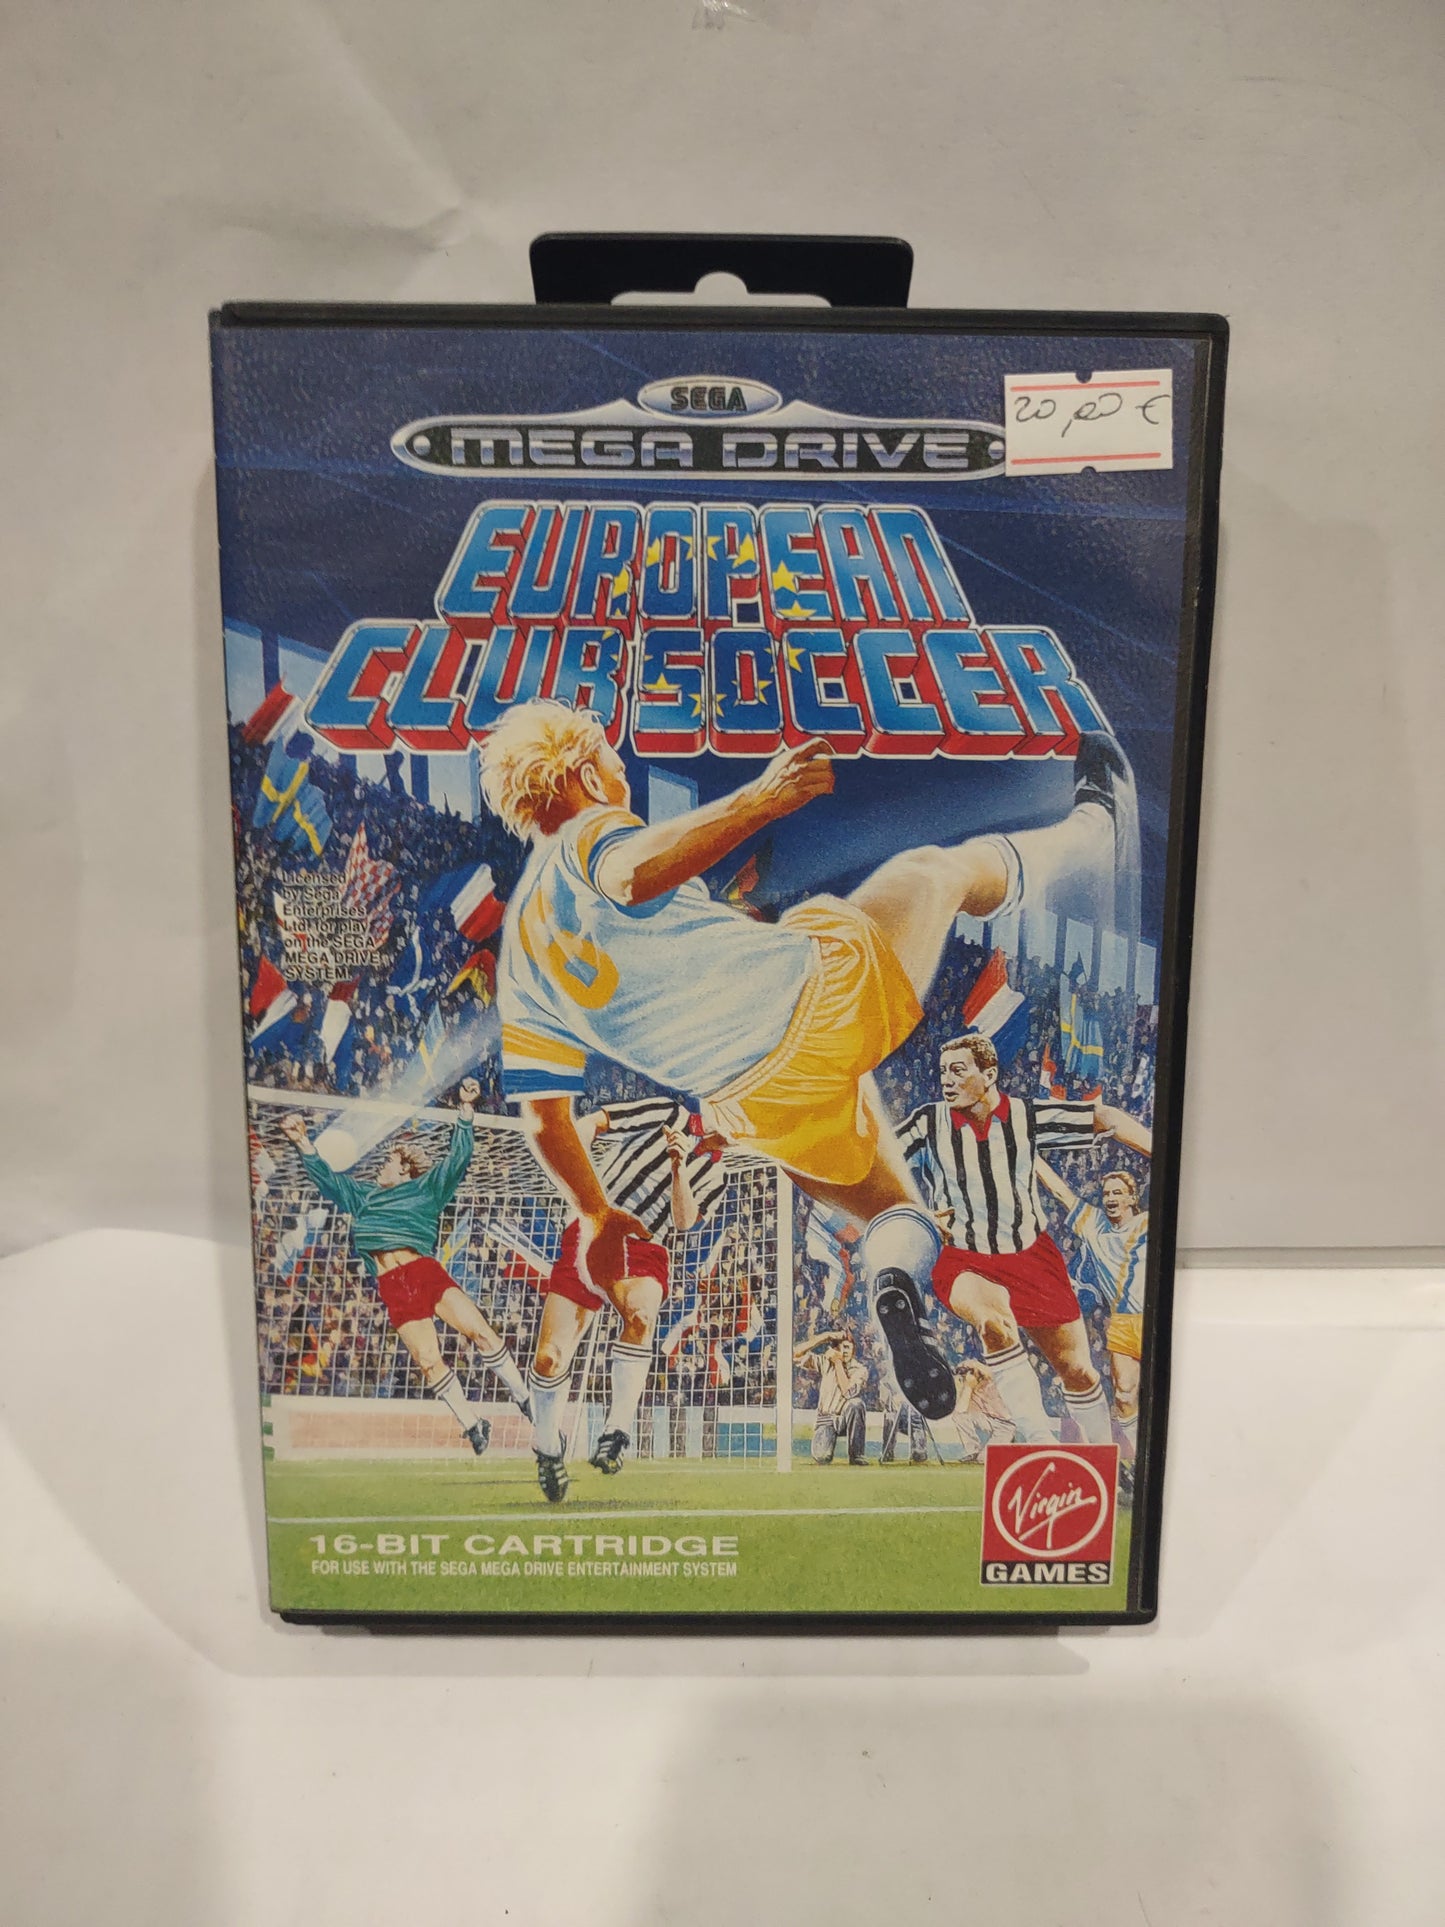 SEGA
MEGA DRIVE
20,00 €
EUROPEAN
CLUB SOCCER
Licensed
by Sega
Enterprises
Ltd. for play
on the SEGA
MEGA DRIVE
SYSTEM.
Virgin
GAMES
16-BIT CARTRIDGE
FOR USE WITH THE SEGA MEGA DRIVE ENTERTAINMENT SYSTEM